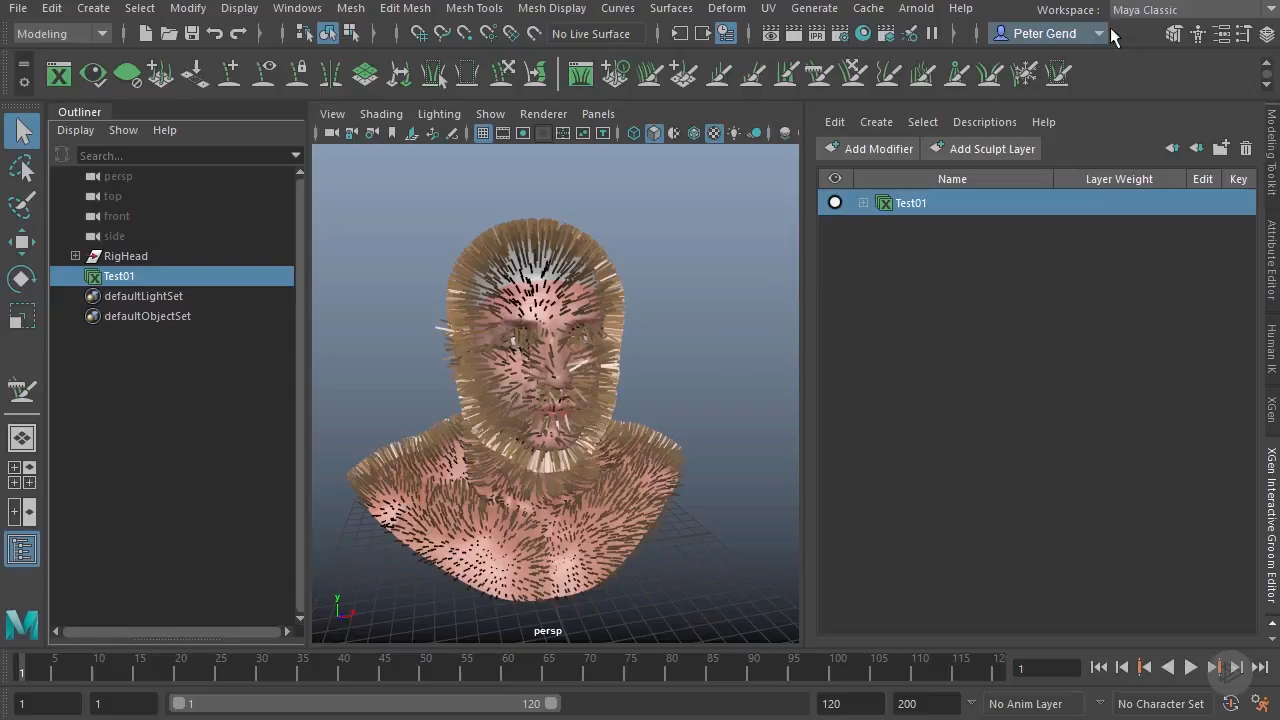 File Edit Create Select Modify Display Windows Mesh Edit Mesh Mesh Tools Mesh Display Curves Surfaces Deform UV Generate Cache Arnold Help Workspace : Maya Classic
Modeling No Live Surface Peter Gend
Outliner
Display Show Help
Search...
persp
top
front
side
RigHead
Test01
defaultLightSet
defaultObjectSet
View Shading Lighting Show Renderer Panels
persp
y
Edit Create Select Descriptions Help
Add Modifier Add Sculpt Layer
Name Layer Weight Edit Key
Test01
Modeling Toolkit
Attribute Editor
Human IK
XGen
XGen Interactive Groom Editor
5 10 15 20 25 30 35 40 45 50 55 60 65 70 75 80 85 90 95 100 105 110 115 12
1 1
1 1 1 120 120 200 No Anim Layer No Character Set